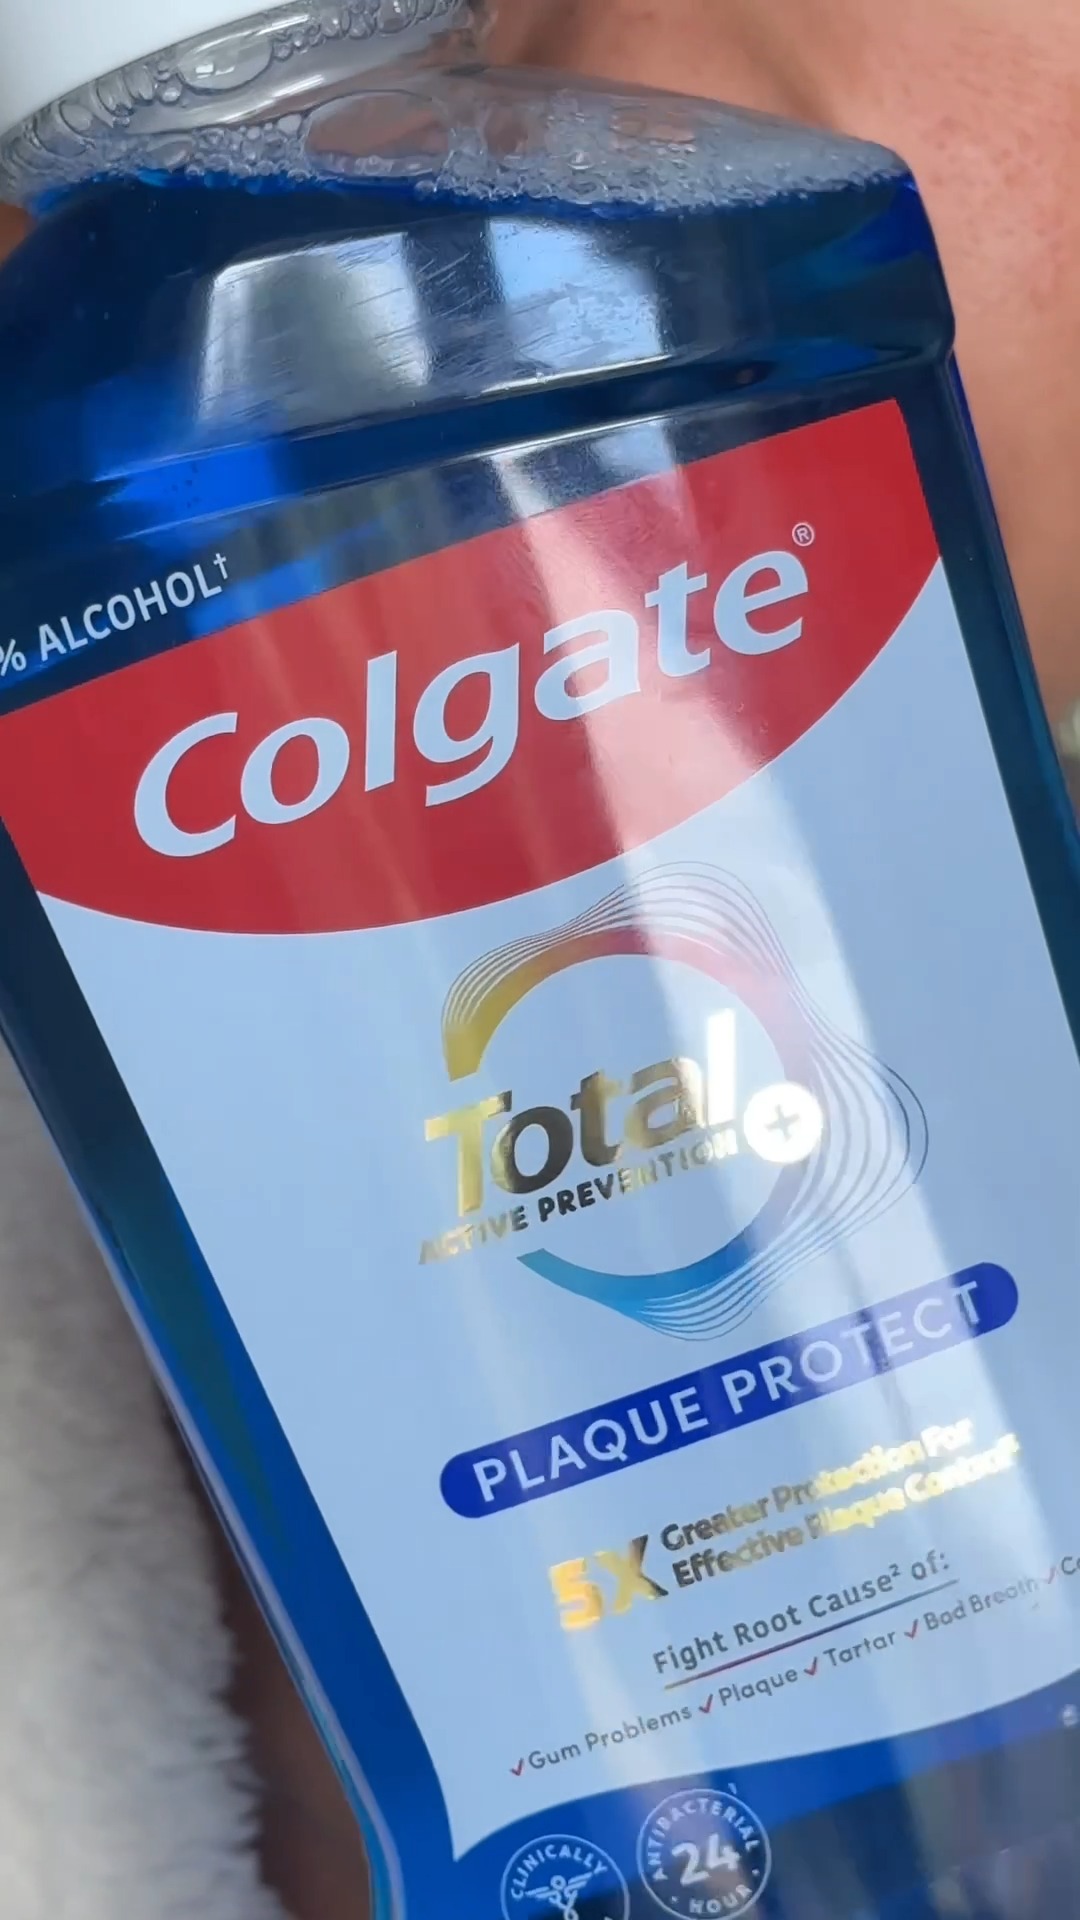 % ALCOHOL†
Colgate®
Total
ACTIVE PREVENTION +
PLAQUE PROTECT
5X Greater Protection For
Effective Plaque Control
Fight Root Cause² of:
✓Gum Problems ✓Plaque ✓Tartar ✓Bad Breath ✓
CLINICALLY
ANTIBACTERIAL
24
HOUR